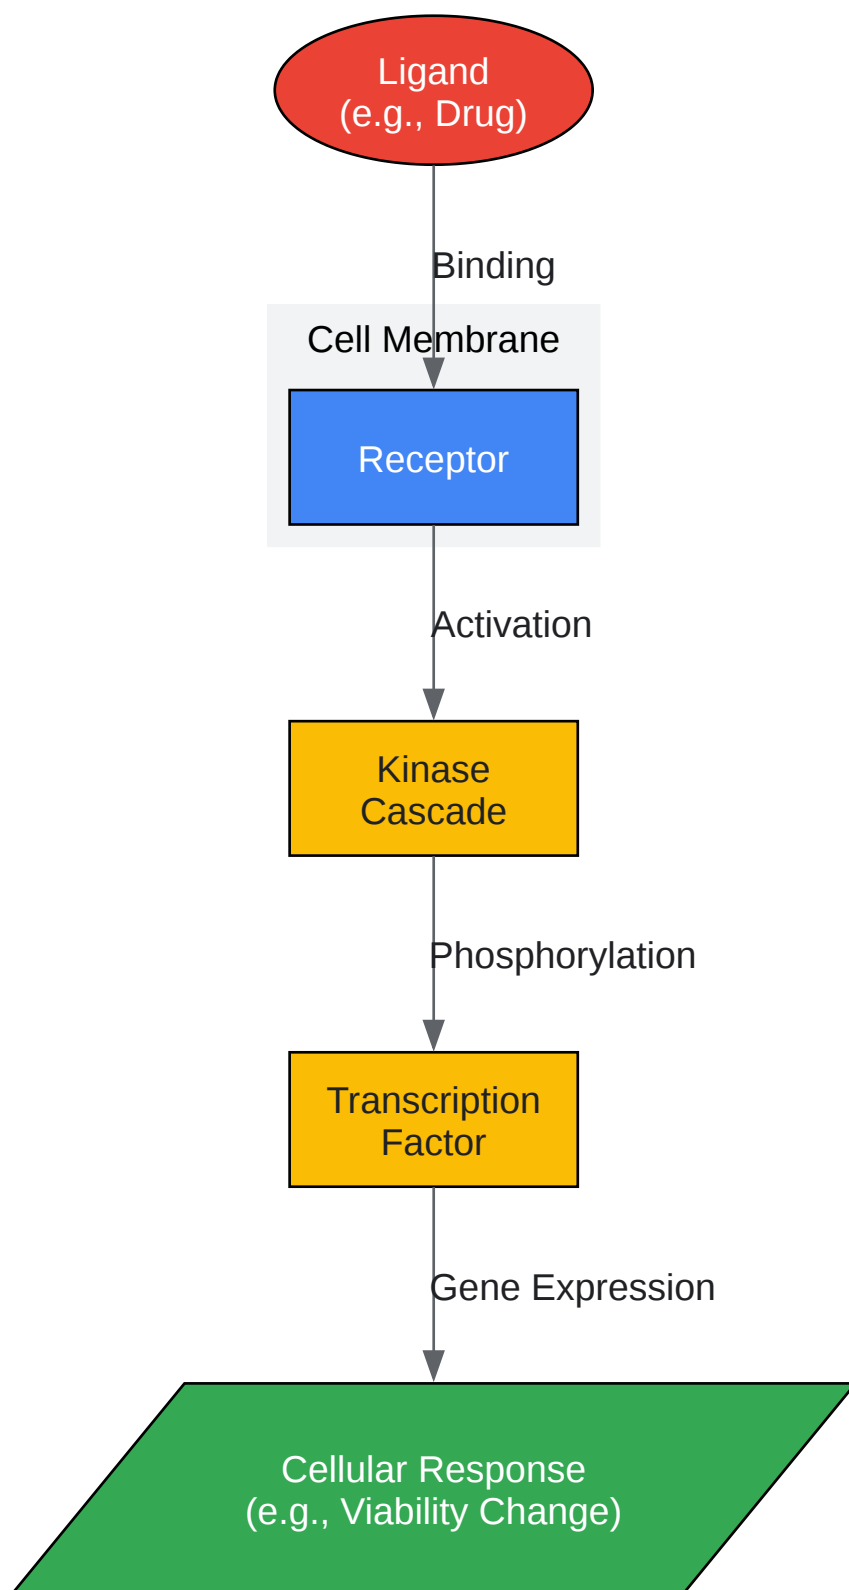 Ligand
(e.g., Drug)
Binding
Cell Membrane
Receptor
Activation
Kinase
Cascade
Phosphorylation
Transcription
Factor
Gene Expression
Cellular Response
(e.g., Viability Change)